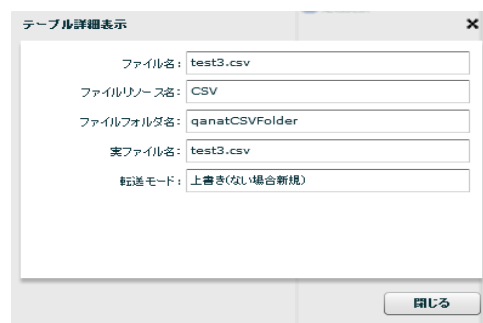 テーブル詳細表示
ファイル名: test3.csv
ファイルリソース名: CSV
ファイルフォルダ名: qanatCSVFolder
実ファイル名: test3.csv
転送モード: 上書き(ない場合新規)
閉じる